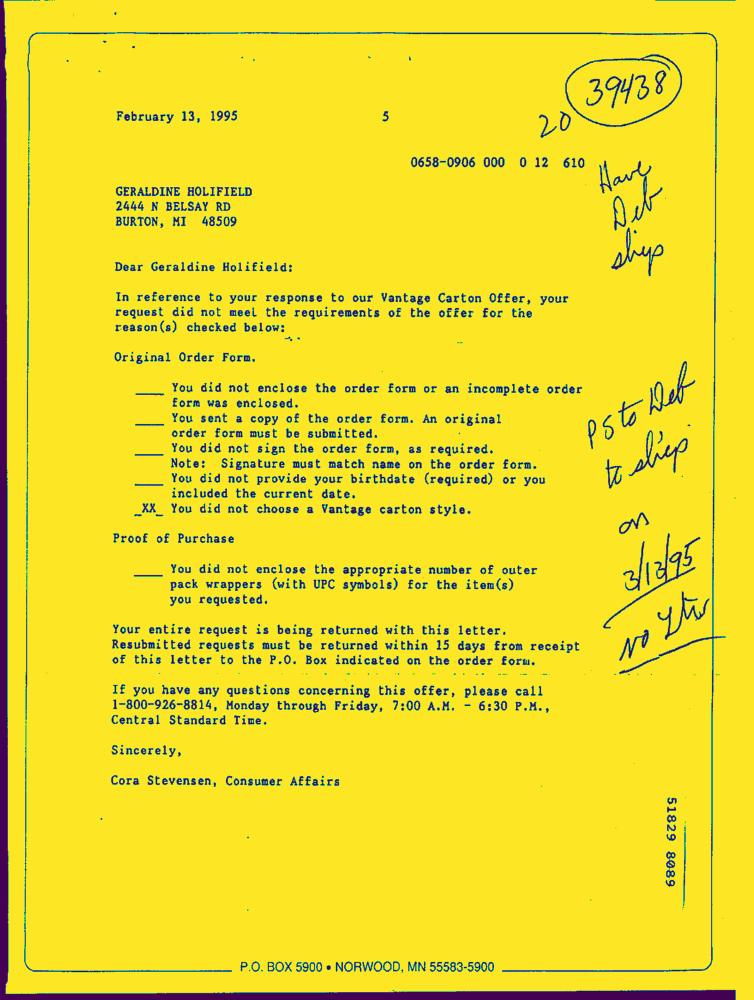 39438
20
February 13, 1995 5
0658-0906 000 0 12 610
Have
Deb
ship
GERALDINE HOLIFIELD
2444 N BELSAY RD
BURTON, MI 48509
Dear Geraldine Holifield:
In reference to your response to our Vantage Carton Offer, your
request did not meet the requirements of the offer for the
reason(s) checked below:
Original Order Form.
____ You did not enclose the order form or an incomplete order
form was enclosed.
____ You sent a copy of the order form. An original
order form must be submitted.
____ You did not sign the order form, as required.
Note: Signature must match name on the order form.
____ You did not provide your birthdate (required) or you
included the current date.
_XX_ You did not choose a Vantage carton style.
PS to Deb
to ship
on
3/13/95
No Ltr
Proof of Purchase
____ You did not enclose the appropriate number of outer
pack wrappers (with UPC symbols) for the item(s)
you requested.
Your entire request is being returned with this letter.
Resubmitted requests must be returned within 15 days from receipt
of this letter to the P.O. Box indicated on the order form.
If you have any questions concerning this offer, please call
1-800-926-8814, Monday through Friday, 7:00 A.M. - 6:30 P.M.,
Central Standard Time.
Sincerely,
Cora Stevensen, Consumer Affairs
51829 8089
P.O. BOX 5900 • NORWOOD, MN 55583-5900